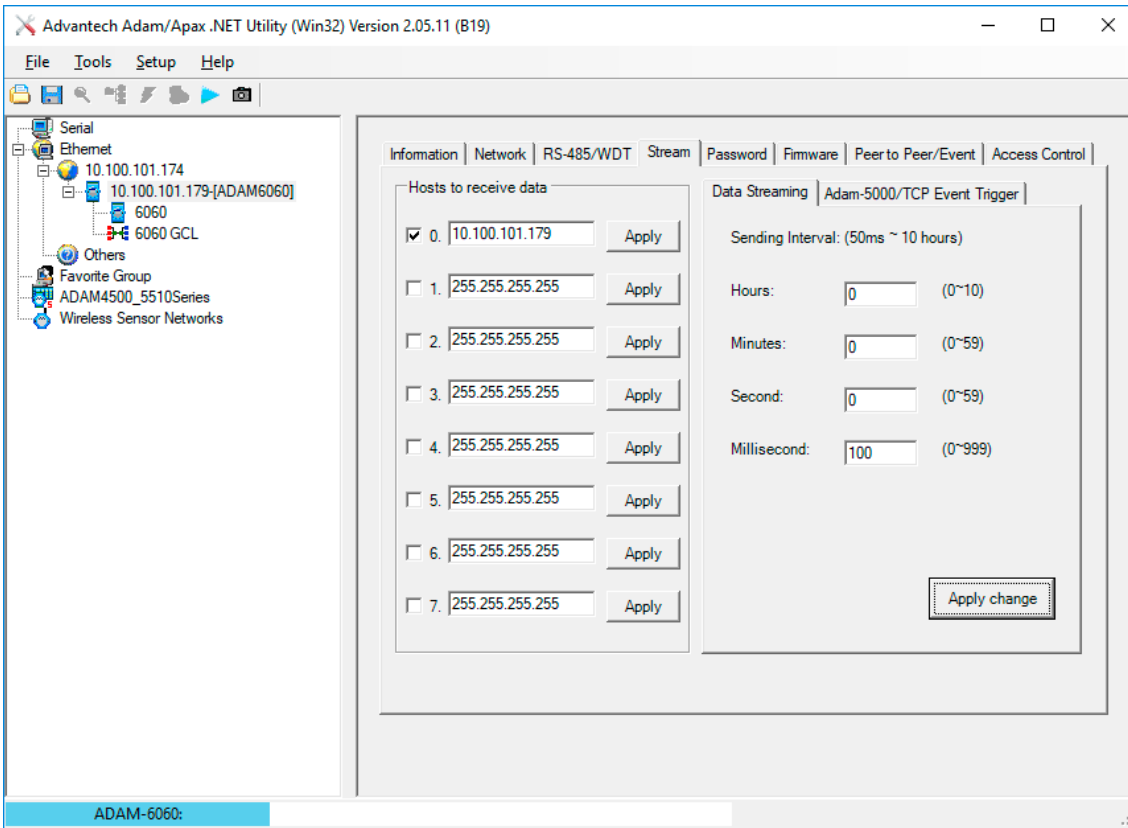 Advantech Adam/Apax .NET Utility (Win32) Version 2.05.11 (B19)
File Tools Setup Help
Serial
Ethernet
10.100.101.174
10.100.101.179-[ADAM6060]
6060
6060 GCL
Others
Favorite Group
ADAM4500_5510Series
Wireless Sensor Networks
Information Network RS-485/WDT Stream Password Firmware Peer to Peer/Event Access Control
Hosts to receive data
0. 10.100.101.179 Apply
1. 255.255.255.255 Apply
2. 255.255.255.255 Apply
3. 255.255.255.255 Apply
4. 255.255.255.255 Apply
5. 255.255.255.255 Apply
6. 255.255.255.255 Apply
7. 255.255.255.255 Apply
Data Streaming Adam-5000/TCP Event Trigger
Sending Interval: (50ms ~ 10 hours)
Hours: 0 (0~10)
Minutes: 0 (0~59)
Second: 0 (0~59)
Millisecond: 100 (0~999)
Apply change
ADAM-6060: